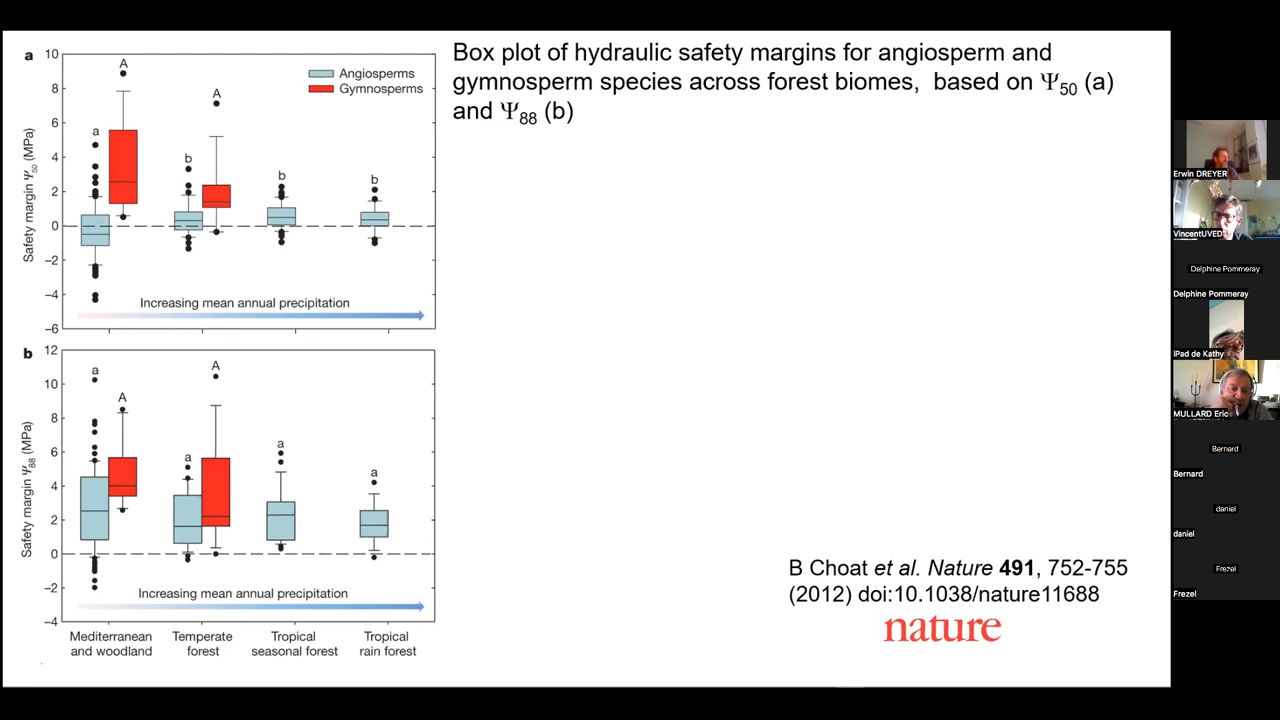 Box plot of hydraulic safety margins for angiosperm and
gymnosperm species across forest biomes, based on Ψ50 (a)
and Ψ88 (b)
a
10
8
6
4
2
0
−2
−4
−6
Safety margin Ψ50 (MPa)
Angiosperms
Gymnosperms
a
A
b
A
b
b
Increasing mean annual precipitation
b
12
10
8
6
4
2
0
−2
−4
Safety margin Ψ88 (MPa)
a
A
a
A
a
a
Increasing mean annual precipitation
Mediterranean
and woodland
Temperate
forest
Tropical
seasonal forest
Tropical
rain forest
B Choat et al. Nature 491, 752-755
(2012) doi:10.1038/nature11688
nature
Erwin DREYER
VincentUVED
Delphine Pommeray
Delphine Pommeray
iPad de Kathy
MULLARD Eric
Bernard
Bernard
daniel
daniel
Frezel
Frezel